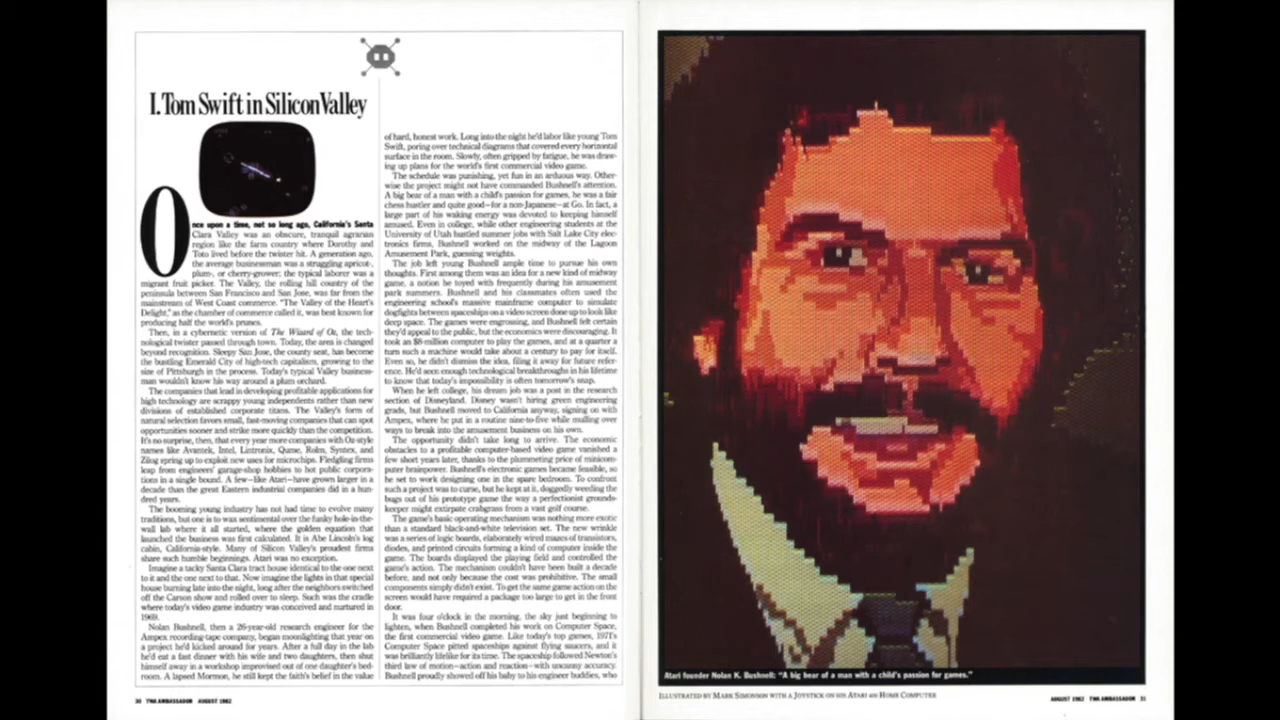 I. Tom Swift in Silicon Valley
Once upon a time, not so long ago, California's Santa
Clara Valley was an obscure, tranquil agrarian
region like the farm country where Dorothy and
Toto lived before the twister hit. A generation ago,
the average businessman was a struggling apricot-,
plum-, or cherry-grower; the typical laborer was a
migrant fruit picker. The Valley, the rolling hill country of the
peninsula between San Francisco and San Jose, was far from the
mainstream of West Coast commerce. "The Valley of the Heart's
Delight," as the chamber of commerce called it, was best known for
producing half the world's prunes.
Then, in a cybernetic version of The Wizard of Oz, the tech-
nological twister passed through town. Today, the area is changed
beyond recognition. Sleepy San Jose, the county seat, has become
the bustling Emerald City of high-tech capitalism, growing to the
size of Pittsburgh in the process. Today's typical Valley business-
man wouldn't know his way around a plum orchard.
The companies that lead in developing profitable applications for
high technology are scrappy young independents rather than new
divisions of established corporate titans. The Valley's form of
natural selection favors small, fast-moving companies that can spot
opportunities sooner and strike more quickly than the competition.
It's no surprise, then, that every year more companies with Oz-style
names like Avantek, Intel, Lintronix, Qume, Rolm, Syntex, and
Zilog spring up to exploit new uses for microchips. Fledgling firms
leap from engineers' garage-shop hobbies to hot public corpora-
tions in a single bound. A few—like Atari—have grown larger in a
decade than the great Eastern industrial companies did in a hun-
dred years.
The booming young industry has not had time to evolve many
traditions, but one is to wax sentimental over the funky hole-in-the-
wall lab where it all started, where the golden equation that
launched the business was first calculated. It is Abe Lincoln's log
cabin, California-style. Many of Silicon Valley's proudest firms
share such humble beginnings. Atari was no exception.
Imagine a tacky Santa Clara tract house identical to the one next
to it and the one next to that. Now imagine the lights in that special
house burning late into the night, long after the neighbors switched
off the Carson show and rolled over to sleep. Such was the cradle
where today's video game industry was conceived and nurtured in
1969.
Nolan Bushnell, then a 26-year-old research engineer for the
Ampex recording-tape company, began moonlighting that year on
a project he'd kicked around for years. After a full day in the lab
he'd eat a fast dinner with his wife and two daughters, then shut
himself away in a workshop improvised out of one daughter's bed-
room. A lapsed Mormon, he still kept the faith's belief in the value
of hard, honest work. Long into the night he'd labor like young Tom
Swift, poring over technical diagrams that covered every horizontal
surface in the room. Slowly, often gripped by fatigue, he was draw-
ing up plans for the world's first commercial video game.
The schedule was punishing, yet fun in an arduous way. Other-
wise the project might not have commanded Bushnell's attention.
A big bear of a man with a child's passion for games, he was a fair
chess hustler and quite good—for a non-Japanese—at Go. In fact, a
large part of his waking energy was devoted to keeping himself
amused. Even in college, while other engineering students at the
University of Utah hustled summer jobs with Salt Lake City elec-
tronics firms, Bushnell worked on the midway of the Lagoon
Amusement Park, guessing weights.
The job left young Bushnell ample time to pursue his own
thoughts. First among them was an idea for a new kind of midway
game, a notion he toyed with frequently during his amusement
park summers. Bushnell and his classmates often used the
engineering school's massive mainframe computer to simulate
dogfights between spaceships on a video screen done up to look like
deep space. The games were engrossing, and Bushnell felt certain
they'd appeal to the public, but the economics were discouraging. It
took an $8-million computer to play the games, and at a quarter a
turn such a machine would take about a century to pay for itself.
Even so, he didn't dismiss the idea, filing it away for future refer-
ence. He'd seen enough technological breakthroughs in his lifetime
to know that today's impossibility is often tomorrow's snap.
When he left college, his dream job was a post in the research
section of Disneyland. Disney wasn't hiring green engineering
grads, but Bushnell moved to California anyway, signing on with
Ampex, where he put in a routine nine-to-five while mulling over
ways to break into the amusement business on his own.
The opportunity didn't take long to arrive. The economic
obstacles to a profitable computer-based video game vanished a
few short years later, thanks to the plummeting price of minicom-
puter brainpower. Bushnell's electronic games became feasible, so
he set to work designing one in the spare bedroom. To confront
such a project was to curse, but he kept at it, doggedly weeding the
bugs out of his prototype game the way a perfectionist grounds-
keeper might extirpate crabgrass from a vast golf course.
The game's basic operating mechanism was nothing more exotic
than a standard black-and-white television set. The new wrinkle
was a series of logic boards, elaborately wired mazes of transistors,
diodes, and printed circuits forming a kind of computer inside the
game. The boards displayed the playing field and controlled the
game's action. The mechanism couldn't have been built a decade
before, and not only because the cost was prohibitive. The small
components simply didn't exist. To get the same game action on the
screen would have required a package too large to get in the front
door.
It was four o'clock in the morning, the sky just beginning to
lighten, when Bushnell completed his work on Computer Space,
the first commercial video game. Like today's top games, 1971's
Computer Space pitted spaceships against flying saucers, and it
was brilliantly lifelike for its time. The spaceship followed Newton's
third law of motion—action and reaction—with uncanny accuracy.
Bushnell proudly showed off his baby to his engineer buddies, who
30 TWA AMBASSADOR AUGUST 1982
Atari founder Nolan K. Bushnell: "A big bear of a man with a child's passion for games."
ILLUSTRATED BY MARK SIMONSON WITH A JOYSTICK ON HIS ATARI 400 HOME COMPUTER
AUGUST 1982 TWA AMBASSADOR 31